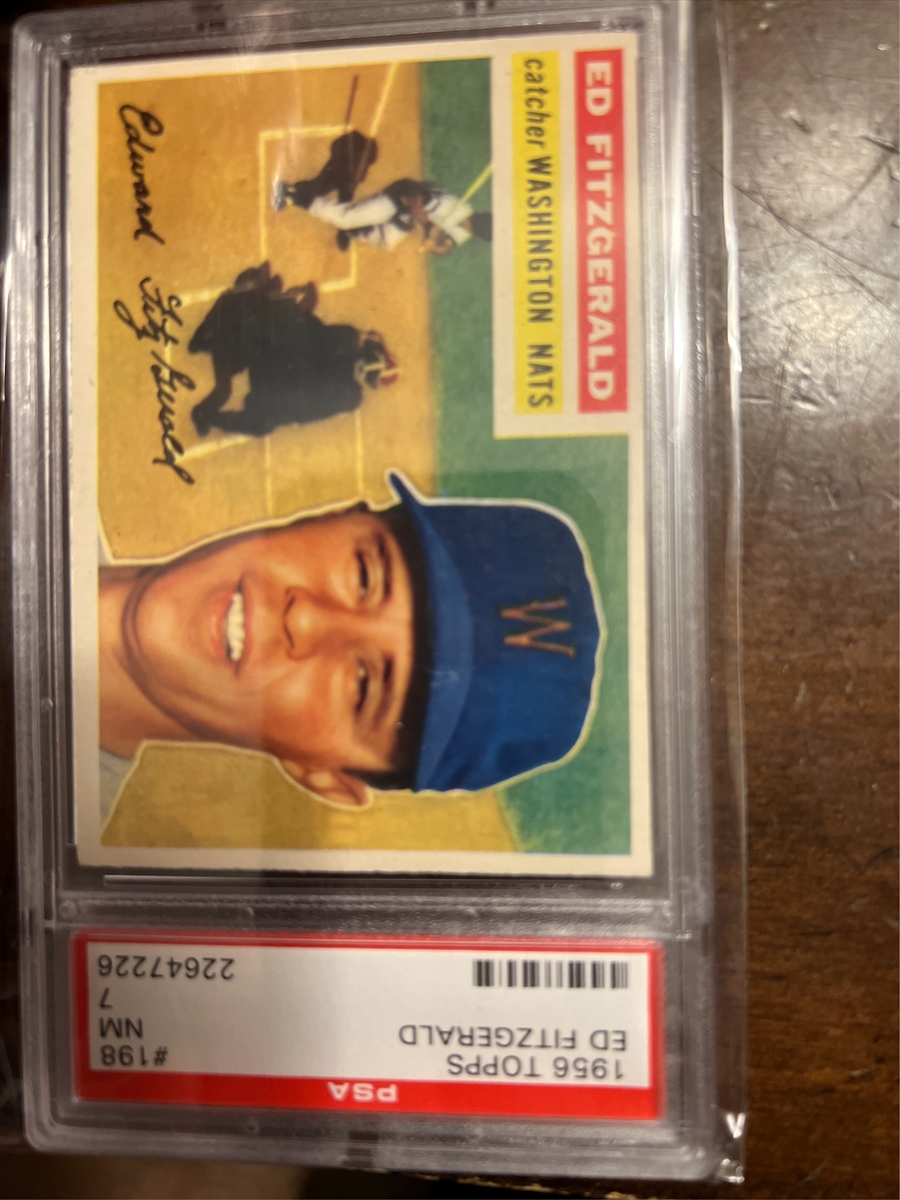 ED FITZGERALD
catcher WASHINGTON NATS
Edward Fitz Gerald
W
PSA
1956 TOPPS #198
ED FITZGERALD NM
7
22647226